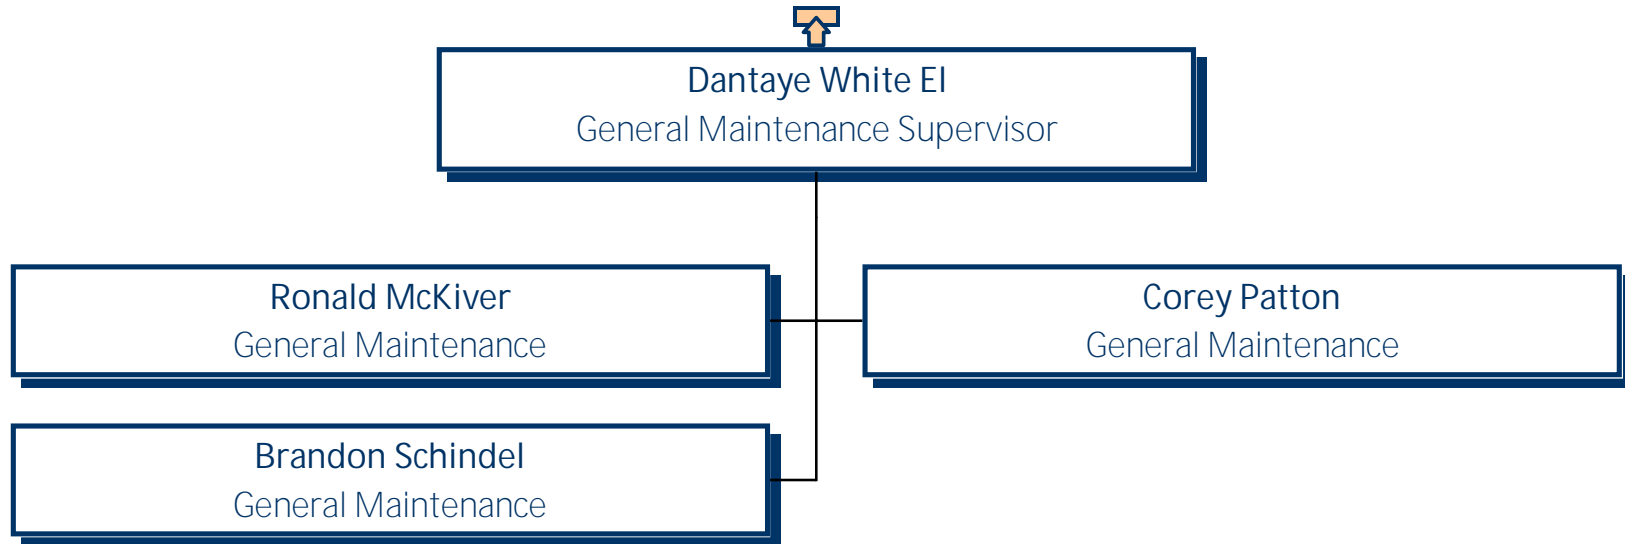 Dantaye White El
General Maintenance Supervisor
Ronald McKiver
General Maintenance
Corey Patton
General Maintenance
Brandon Schindel
General Maintenance